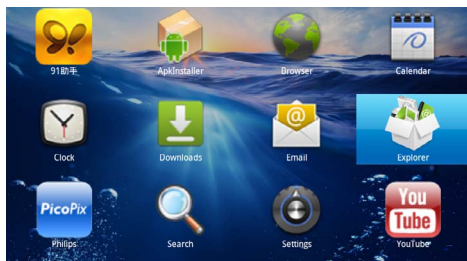 91助手
ApkInstaller
Browser
Calendar
Clock
Downloads
@
Email
@
Explorer
PicoPix
Philips
Search
Settings
You
Tube
YouTube